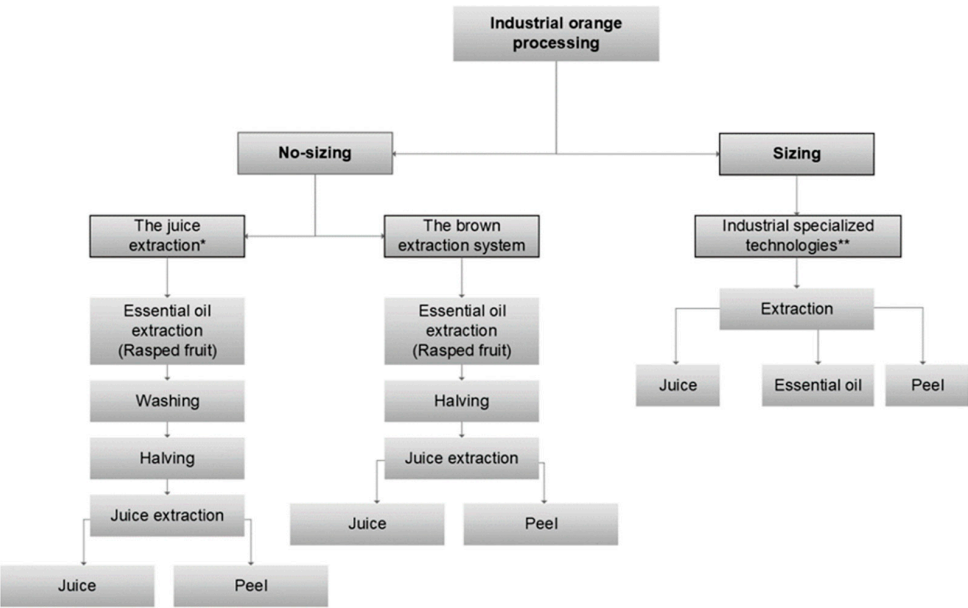 Industrial orange
processing
No-sizing
Sizing
The juice
extraction*
The brown
extraction system
Industrial specialized
technologies**
Essential oil
extraction
(Rasped fruit)
Essential oil
extraction
(Rasped fruit)
Extraction
Washing
Halving
Juice
Essential oil
Peel
Halving
Juice extraction
Juice extraction
Juice
Peel
Juice
Peel